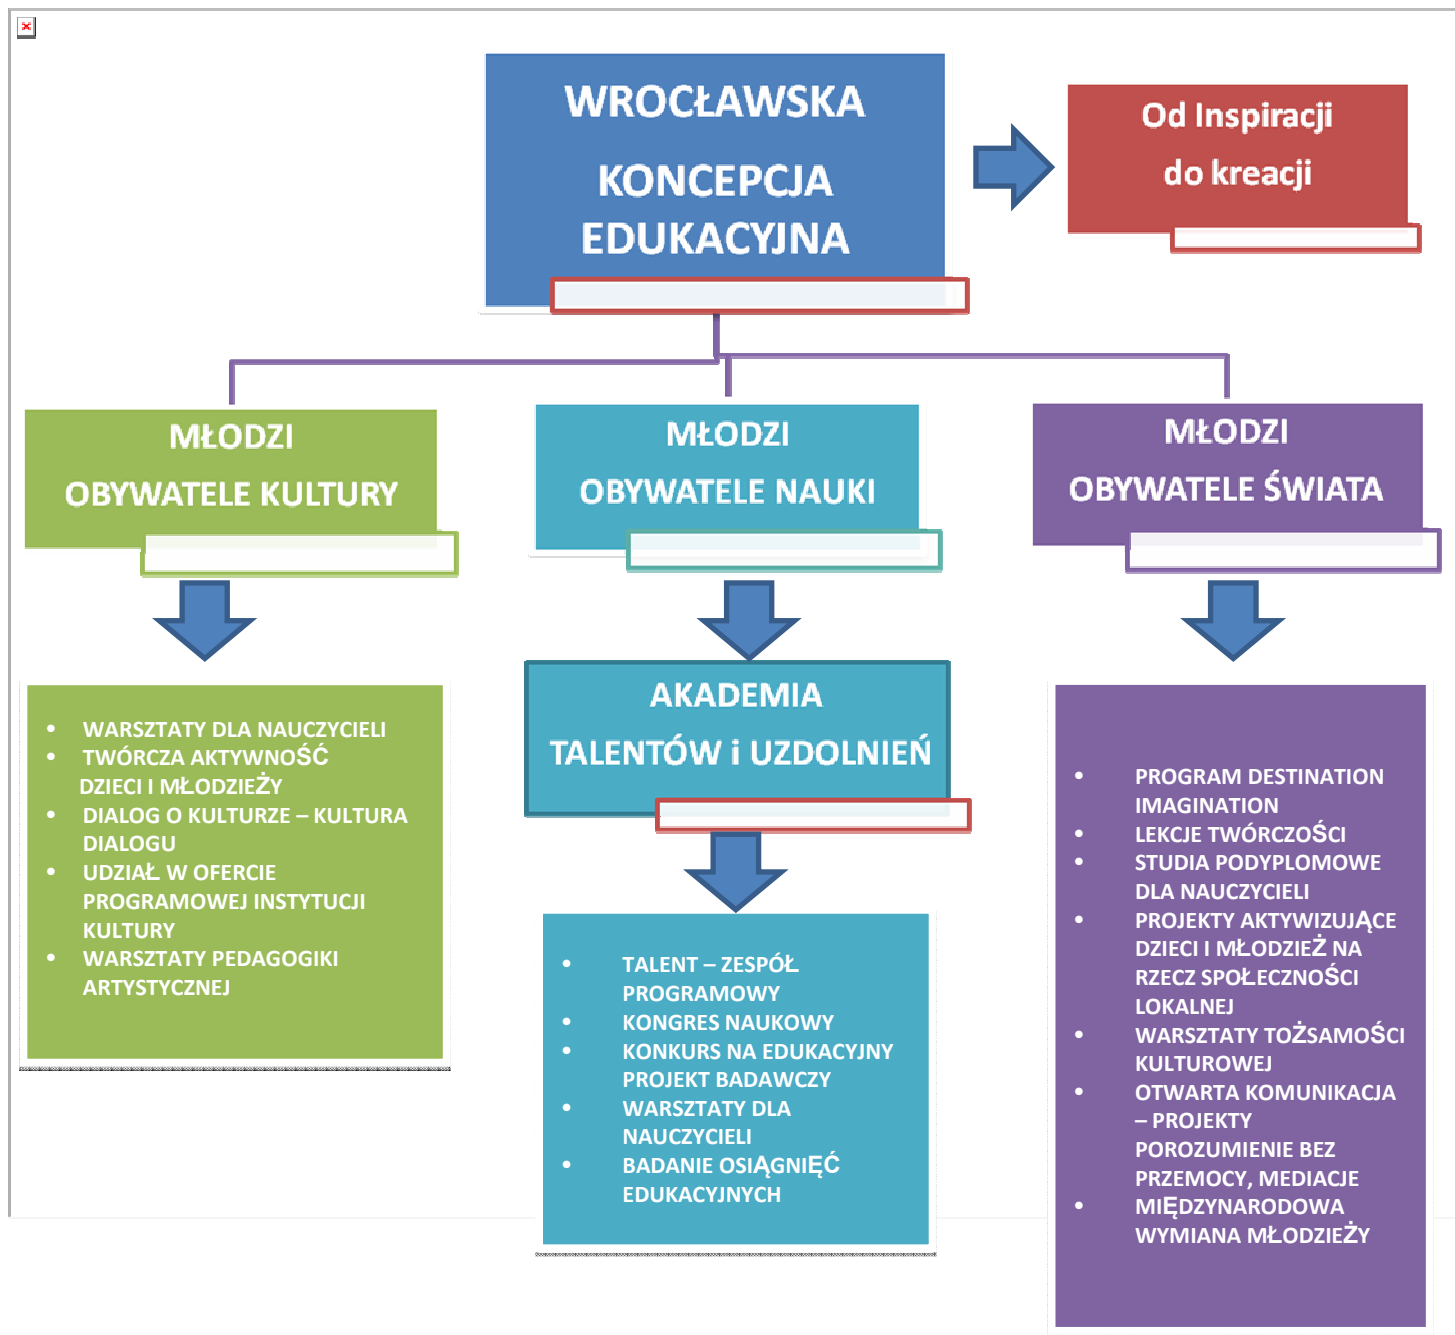 WROCŁAWSKA
KONCEPCJA
EDUKACYJNA
Od Inspiracji
do kreacji
MŁODZI
OBYWATELE KULTURY
MŁODZI
OBYWATELE NAUKI
MŁODZI
OBYWATELE ŚWIATA
• WARSZTATY DLA NAUCZYCIELI
• TWÓRCZA AKTYWNOŚĆ
DZIECI I MŁODZIEŻY
• DIALOG O KULTURZE – KULTURA
DIALOGU
• UDZIAŁ W OFERCIE
PROGRAMOWEJ INSTYTUCJI
KULTURY
• WARSZTATY PEDAGOGIKI
ARTYSTYCZNEJ
AKADEMIA
TALENTÓW i UZDOLNIEŃ
• TALENT – ZESPÓŁ
PROGRAMOWY
• KONGRES NAUKOWY
• KONKURS NA EDUKACYJNY
PROJEKT BADAWCZY
• WARSZTATY DLA
NAUCZYCIELI
• BADANIE OSIĄGNIĘĆ
EDUKACYJNYCH
• PROGRAM DESTINATION
IMAGINATION
• LEKCJE TWÓRCZOŚCI
• STUDIA PODYPLOMOWE
DLA NAUCZYCIELI
• PROJEKTY AKTYWIZUJĄCE
DZIECI I MŁODZIEŻ NA
RZECZ SPOŁECZNOŚCI
LOKALNEJ
• WARSZTATY TOŻSAMOŚCI
KULTUROWEJ
• OTWARTA KOMUNIKACJA
– PROJEKTY
POROZUMIENIE BEZ
PRZEMOCY, MEDIACJE
• MIĘDZYNARODOWA
WYMIANA MŁODZIEŻY